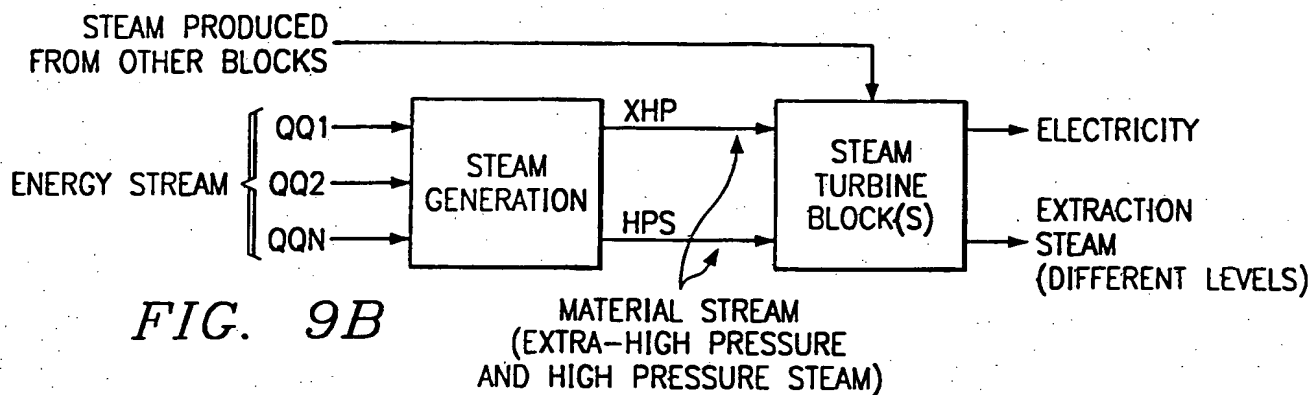 STEAM PRODUCED
FROM OTHER BLOCKS
ENERGY STREAM
QQ1
QQ2
QQN
STEAM
GENERATION
XHP
HPS
STEAM
TURBINE
BLOCK(S)
ELECTRICITY
EXTRACTION
STEAM
(DIFFERENT LEVELS)
MATERIAL STREAM
(EXTRA-HIGH PRESSURE
AND HIGH PRESSURE STEAM)
FIG. 9B